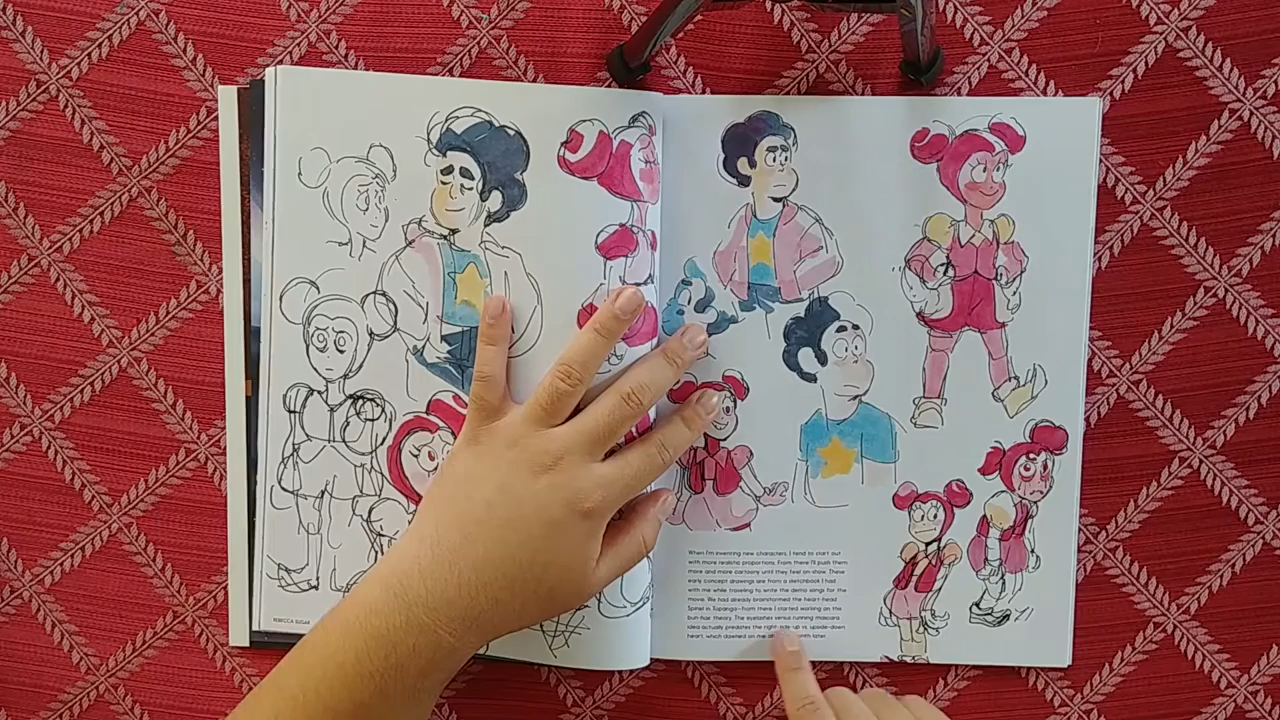 REBECCA SUGAR
When I'm inventing new characters, I tend to start out
with more realistic proportions. From there I'll push them
more and more cartoony until they feel on-show. These
early concept drawings are from a sketchbook I had
with me while traveling to write the demo songs for the
movie. We had already brainstormed the heart-head
Spinel in Topanga—from there I started working on the
bun-hair theory. The eyelashes versus running mascara
idea actually predates the right-side-up vs. upside-down
heart, which dawned on me month later.